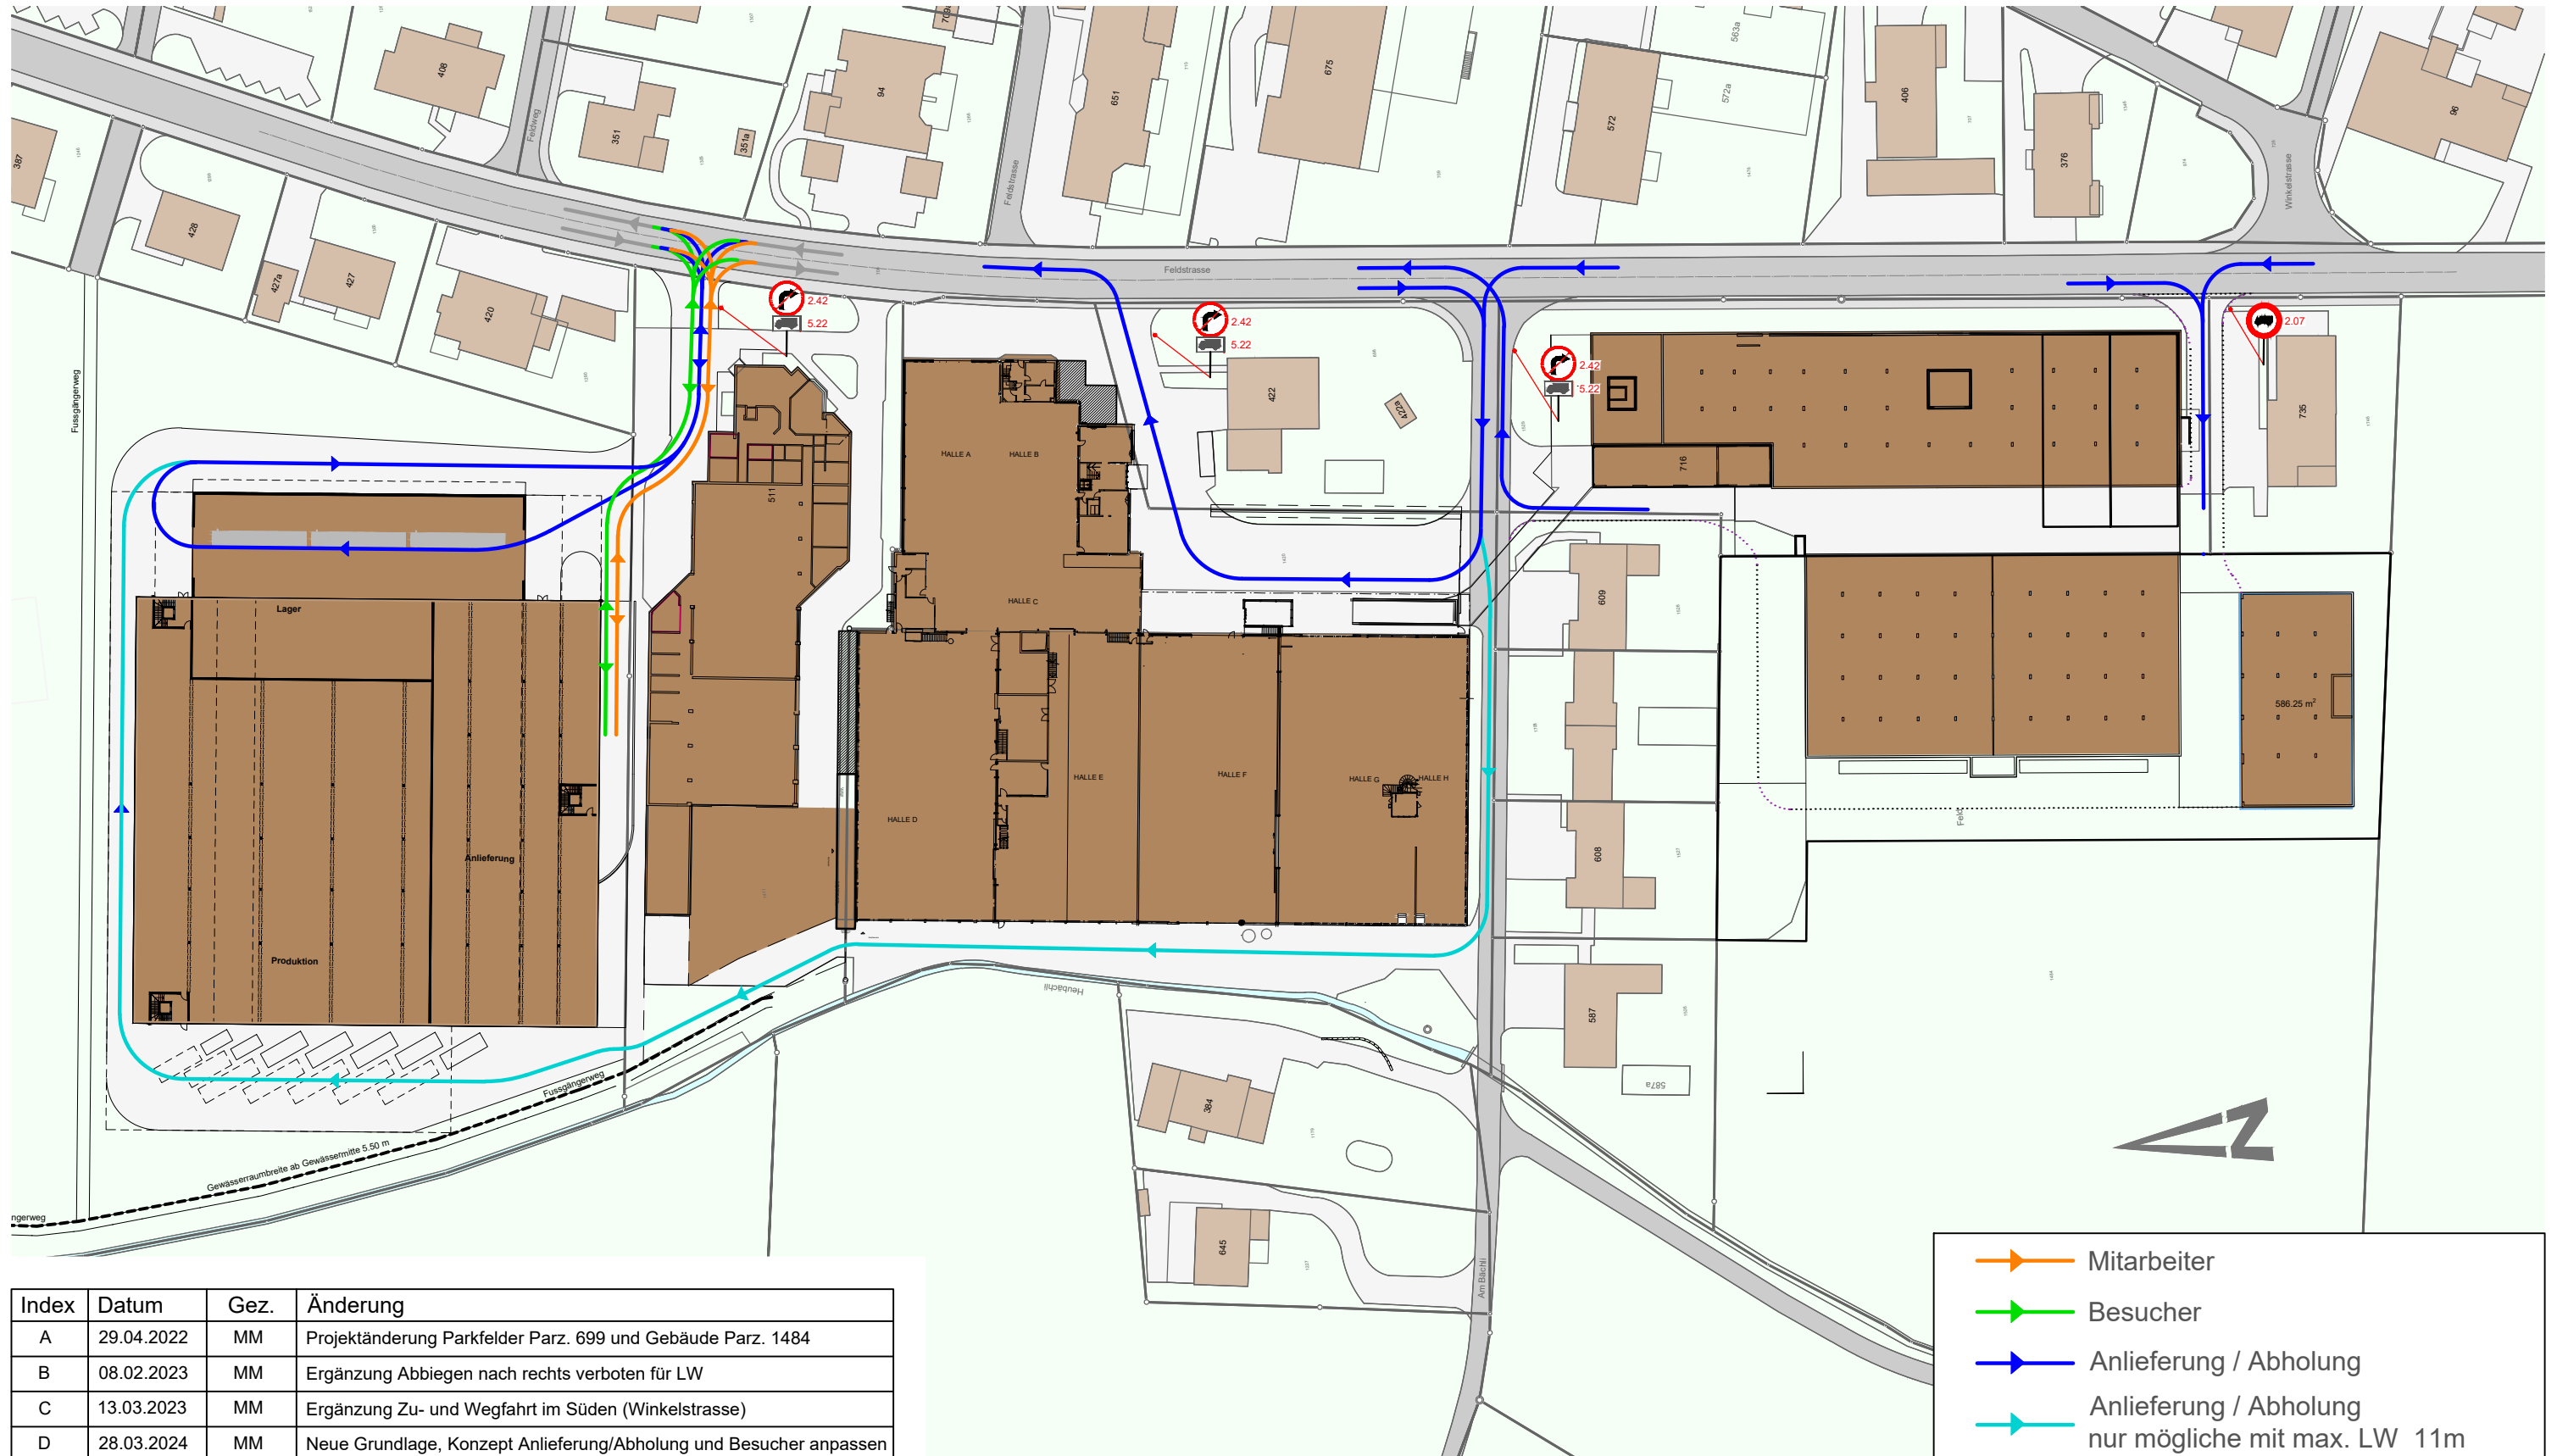 408
94
709a
651
675
563a
572a
572
406
376
96
387
351
351a
Feldweg
Feldstrasse
Winkelstrasse
428
427a
427
420
Feldstrasse
2.42
5.22
2.42
5.22
2.42
5.22
2.07
Fussgängerweg
422
422a
735
716
511
HALLE A
HALLE B
HALLE C
609
Lager
586.25 m²
HALLE E
HALLE F
HALLE G
HALLE H
HALLE D
Feld
608
Anlieferung
Produktion
Heubächli
587
587a
384
Fussgängerweg
Gewässerraumbreite ab Gewässermitte 5.50 m
ngerweg
645
Am Bächli
N
Mitarbeiter
Besucher
Anlieferung / Abholung
Anlieferung / Abholung
nur mögliche mit max. LW 11m
Index Datum Gez. Änderung
A 29.04.2022 MM Projektänderung Parkfelder Parz. 699 und Gebäude Parz. 1484
B 08.02.2023 MM Ergänzung Abbiegen nach rechts verboten für LW
C 13.03.2023 MM Ergänzung Zu- und Wegfahrt im Süden (Winkelstrasse)
D 28.03.2024 MM Neue Grundlage, Konzept Anlieferung/Abholung und Besucher anpassen